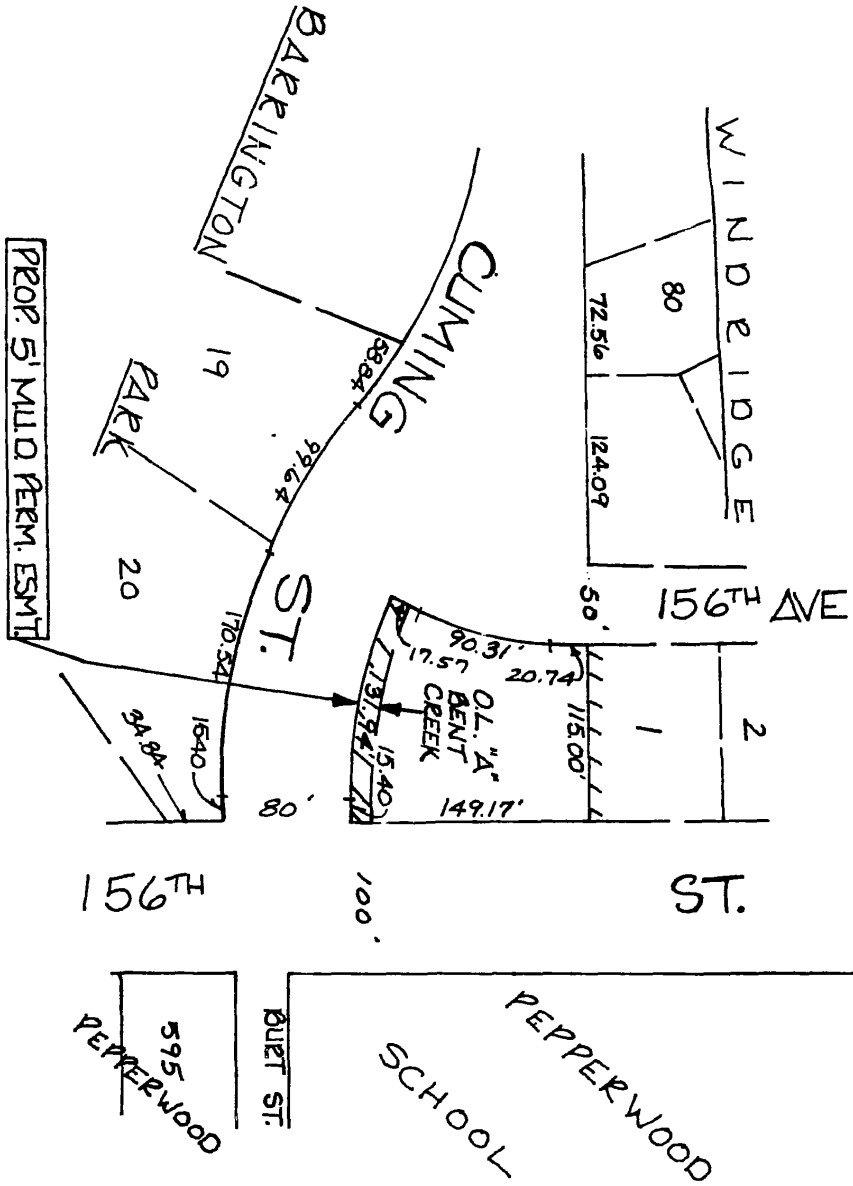 WINDRIDGE
80
72.56
124.09
BARRINGTON
PARK
19
20
CUMING
ST.
58.84
99.64
170.54
1540
34.84
80'
PROP. 5' M.U.D. PERM. ESMT.
50'
156TH AVE
90.31'
17.57
20.74
115.00'
O.L. "A"
BENT
CREEK
131.94'
15.40
149.17'
1
2
156TH
ST.
100'
BURT ST.
595
PEPPERWOOD
SCHOOL
PEPPERWOOD